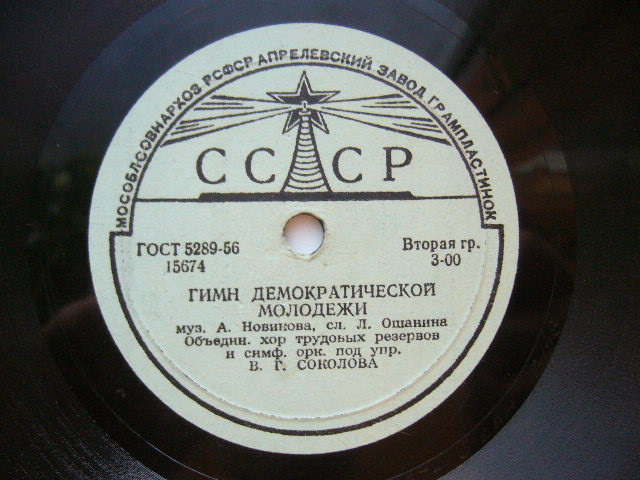 МОСОБЛСОВНАРХОЗ РСФСР АПРЕЛЕВСКИЙ ЗАВОД ГРАМПЛАСТИНОК
СССР
ГОСТ 5289-56
15674
Вторая гр.
3-00
ГИМН ДЕМОКРАТИЧЕСКОЙ
МОЛОДЕЖИ
муз. А. Новикова, сл. Л. Ошанина
Объедин. хор трудовых резервов
и симф. орк. под упр.
В. Г. СОКОЛОВА